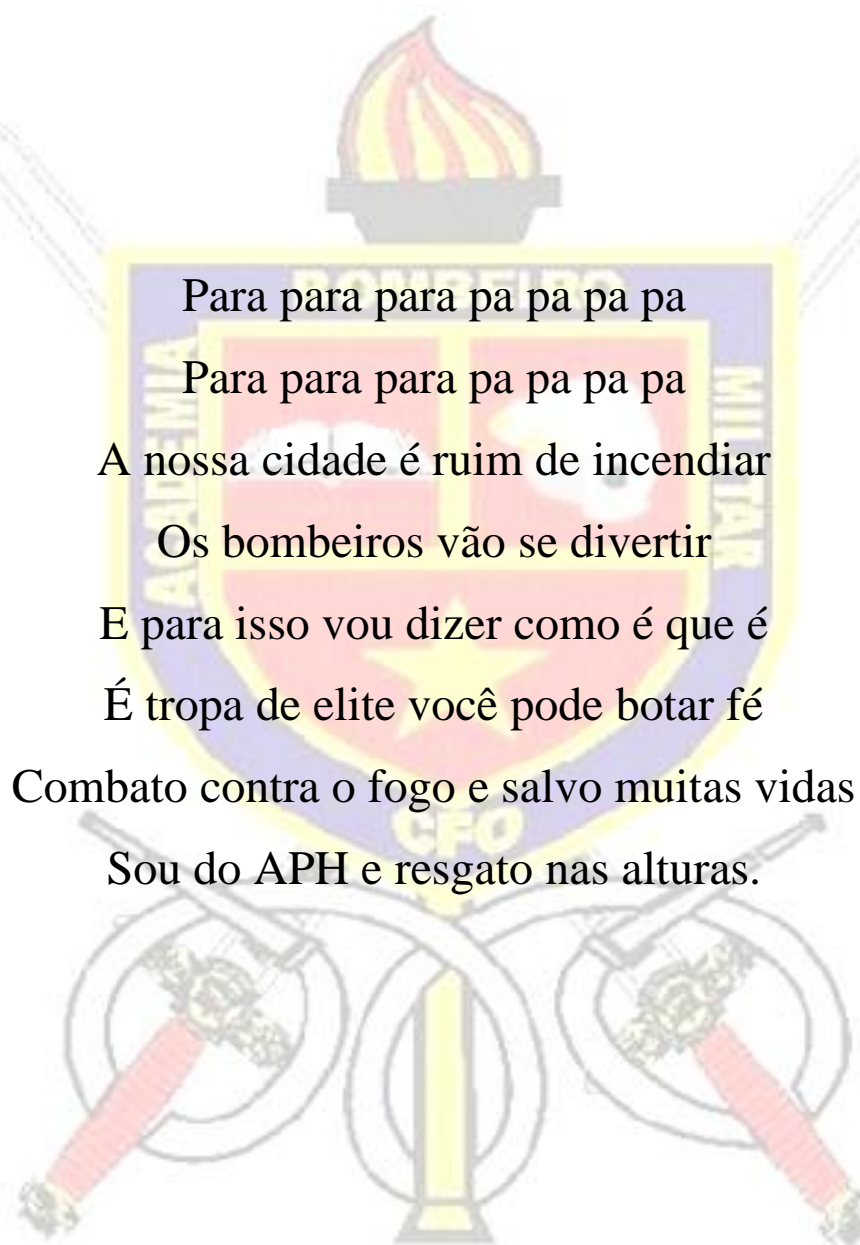 BOMBEIRO
ACADEMIA
MILITAR
CFO
Para para para pa pa pa pa
Para para para pa pa pa pa
A nossa cidade é ruim de incendiar
Os bombeiros vão se divertir
E para isso vou dizer como é que é
É tropa de elite você pode botar fé
Combato contra o fogo e salvo muitas vidas
Sou do APH e resgato nas alturas.